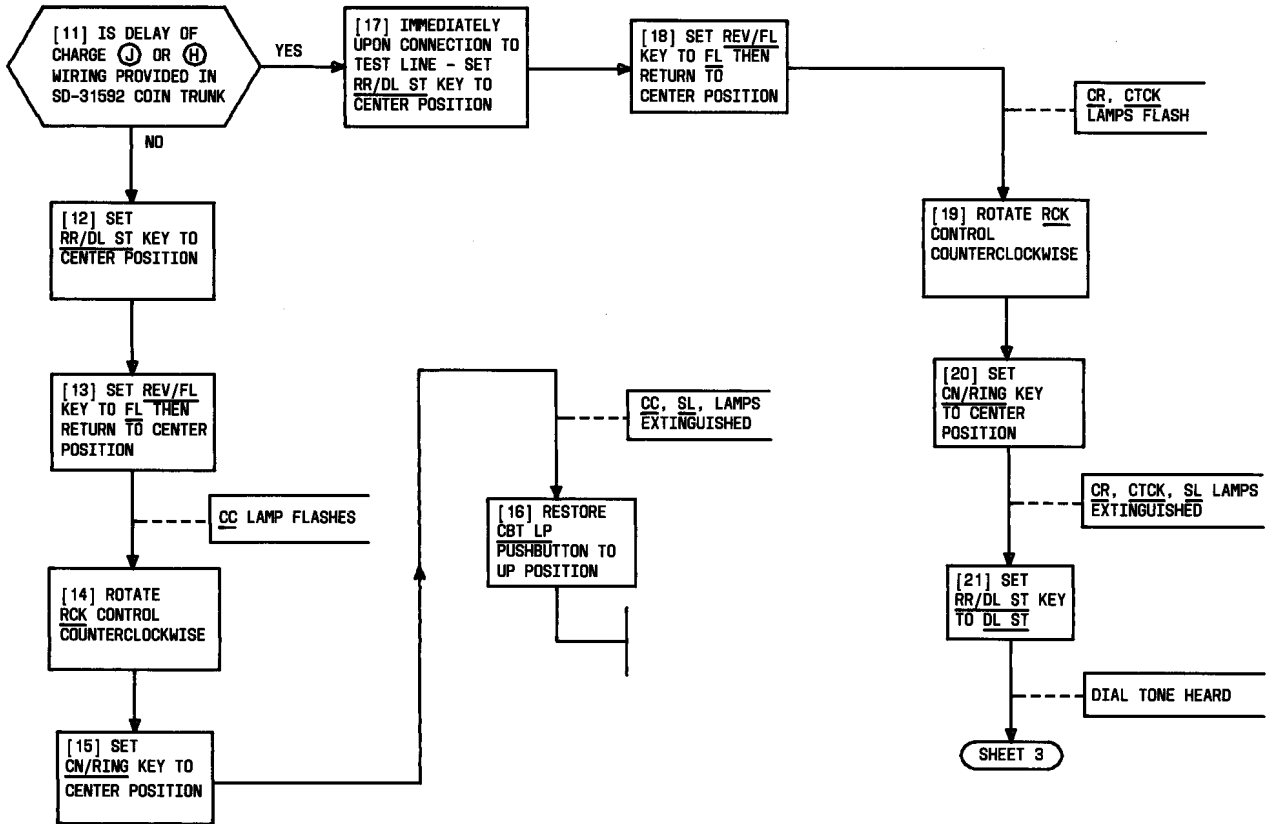 [11] IS DELAY OF
CHARGE Ⓙ OR Ⓗ
WIRING PROVIDED IN
SD-31592 COIN TRUNK
YES
NO
[12] SET
RR/DL ST KEY TO
CENTER POSITION
[13] SET REV/FL
KEY TO FL THEN
RETURN TO CENTER
POSITION
CC LAMP FLASHES
[14] ROTATE
RCK CONTROL
COUNTERCLOCKWISE
[15] SET
CN/RING KEY TO
CENTER POSITION
CC, SL, LAMPS
EXTINGUISHED
[16] RESTORE
CBT LP
PUSHBUTTON TO
UP POSITION
[17] IMMEDIATELY
UPON CONNECTION TO
TEST LINE - SET
RR/DL ST KEY TO
CENTER POSITION
[18] SET REV/FL
KEY TO FL THEN
RETURN TO
CENTER POSITION
CR, CTCK
LAMPS FLASH
[19] ROTATE RCK
CONTROL
COUNTERCLOCKWISE
[20] SET
CN/RING KEY
TO CENTER
POSITION
CR, CTCK, SL LAMPS
EXTINGUISHED
[21] SET
RR/DL ST KEY
TO DL ST
DIAL TONE HEARD
SHEET 3